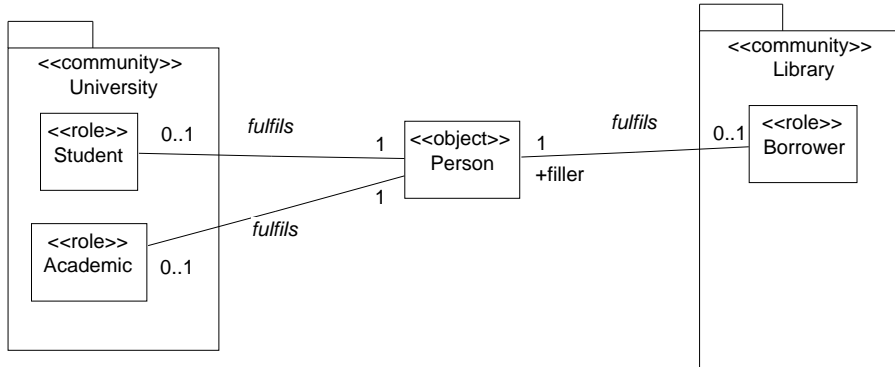 <<community>>
University
<<role>>
Student
0..1
fulfils
1
<<object>>
Person
1
fulfils
0..1
+filler
<<community>>
Library
<<role>>
Borrower
<<role>>
Academic
0..1
fulfils
1